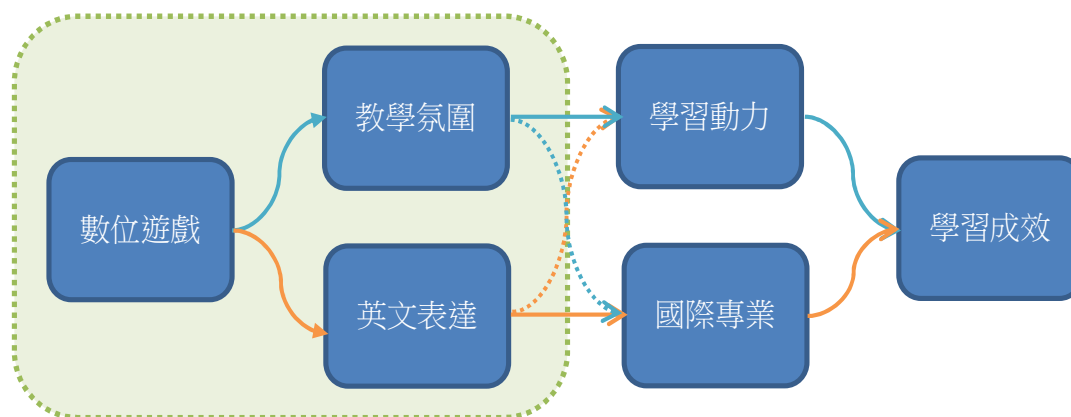 教學氛圍
學習動力
數位遊戲
學習成效
英文表達
國際專業